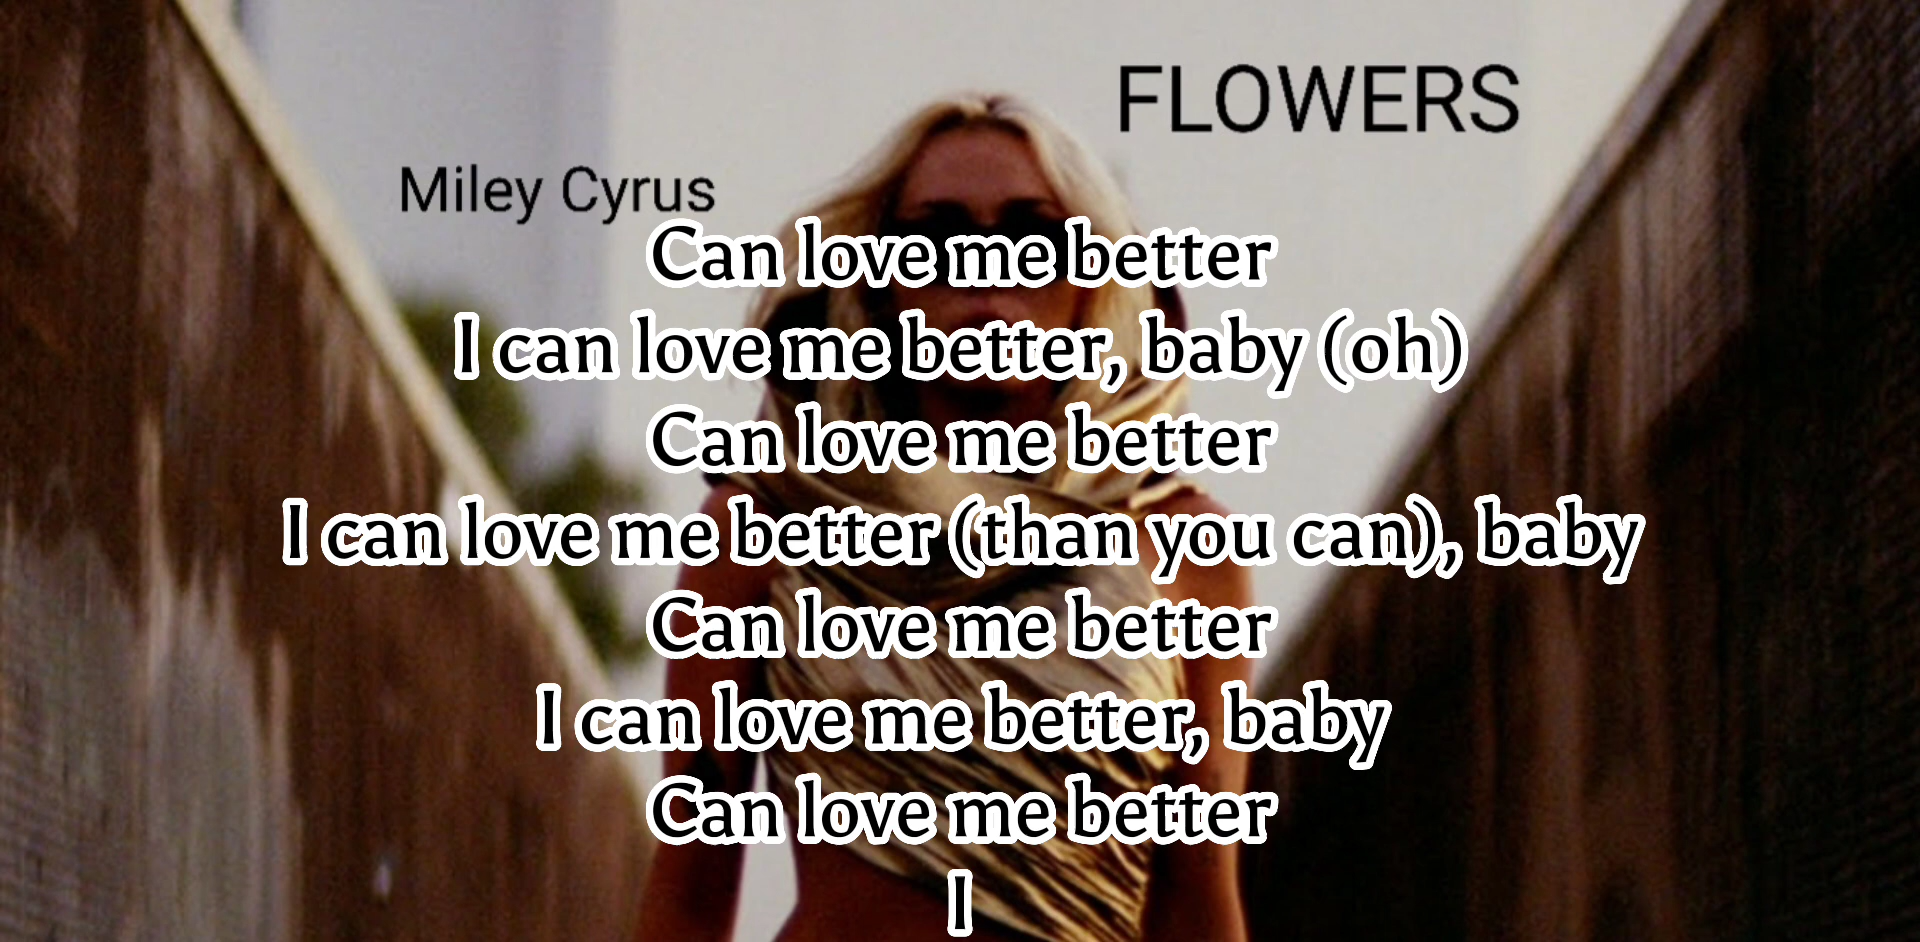 FLOWERS
Miley Cyrus
Can love me better
I can love me better, baby (oh)
Can love me better
I can love me better (than you can), baby
Can love me better
I can love me better, baby
Can love me better
I